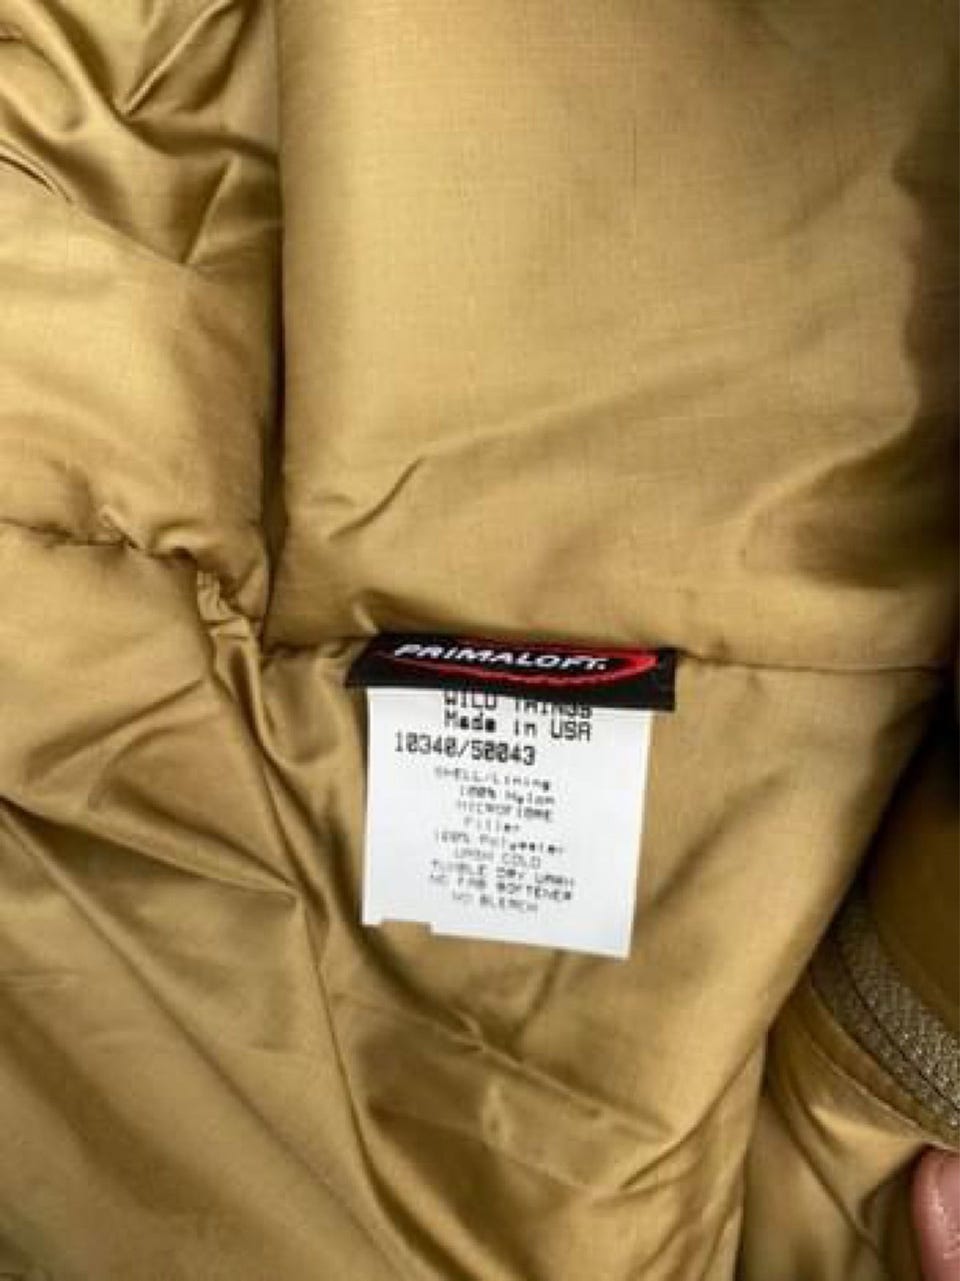 PRIMALOFT
WILD THINGS
Made in USA
10340/50043
SHELL/Lining
100% Nylon
MICROFIBRE
Filler
100% Polyester
WASH COLD
TUMBLE DRY WARM
NO FAB SOFTENER
NO BLEACH